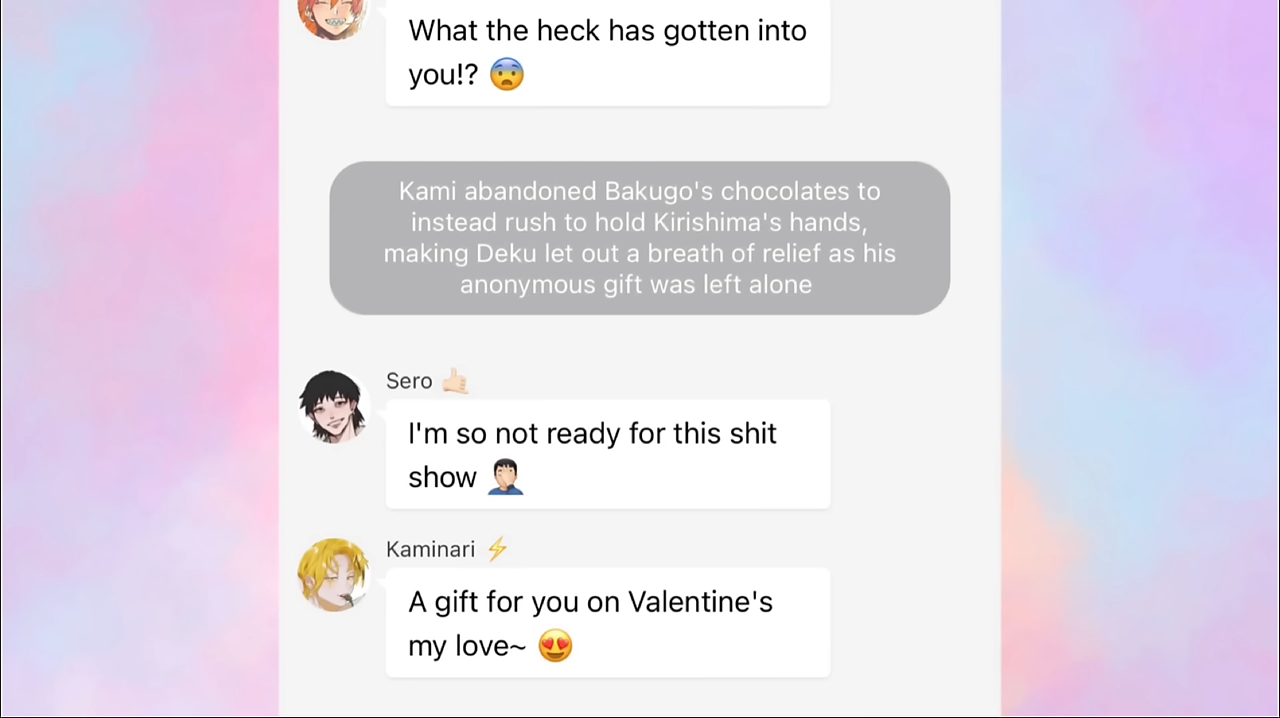 What the heck has gotten into
you!? 😨
Kami abandoned Bakugo's chocolates to
instead rush to hold Kirishima's hands,
making Deku let out a breath of relief as his
anonymous gift was left alone
Sero 🤙🏻
I'm so not ready for this shit
show 🤦🏻‍♂️
Kaminari ⚡
A gift for you on Valentine's
my love~ 😍